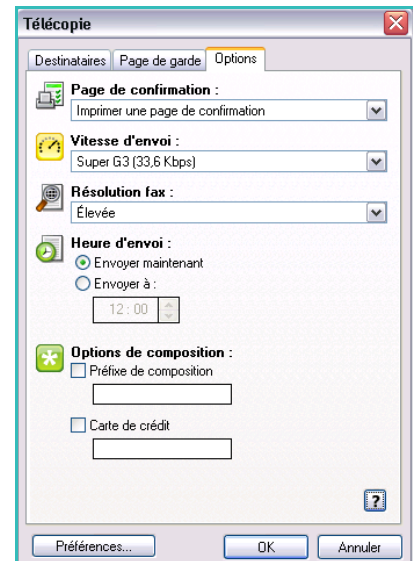 Télécopie
Destinataires Page de garde Options
Page de confirmation :
Imprimer une page de confirmation
Vitesse d'envoi :
Super G3 (33,6 Kbps)
Résolution fax :
Élevée
Heure d'envoi :
Envoyer maintenant
Envoyer à :
12 : 00
Options de composition :
Préfixe de composition
Carte de crédit
?
Préférences... OK Annuler